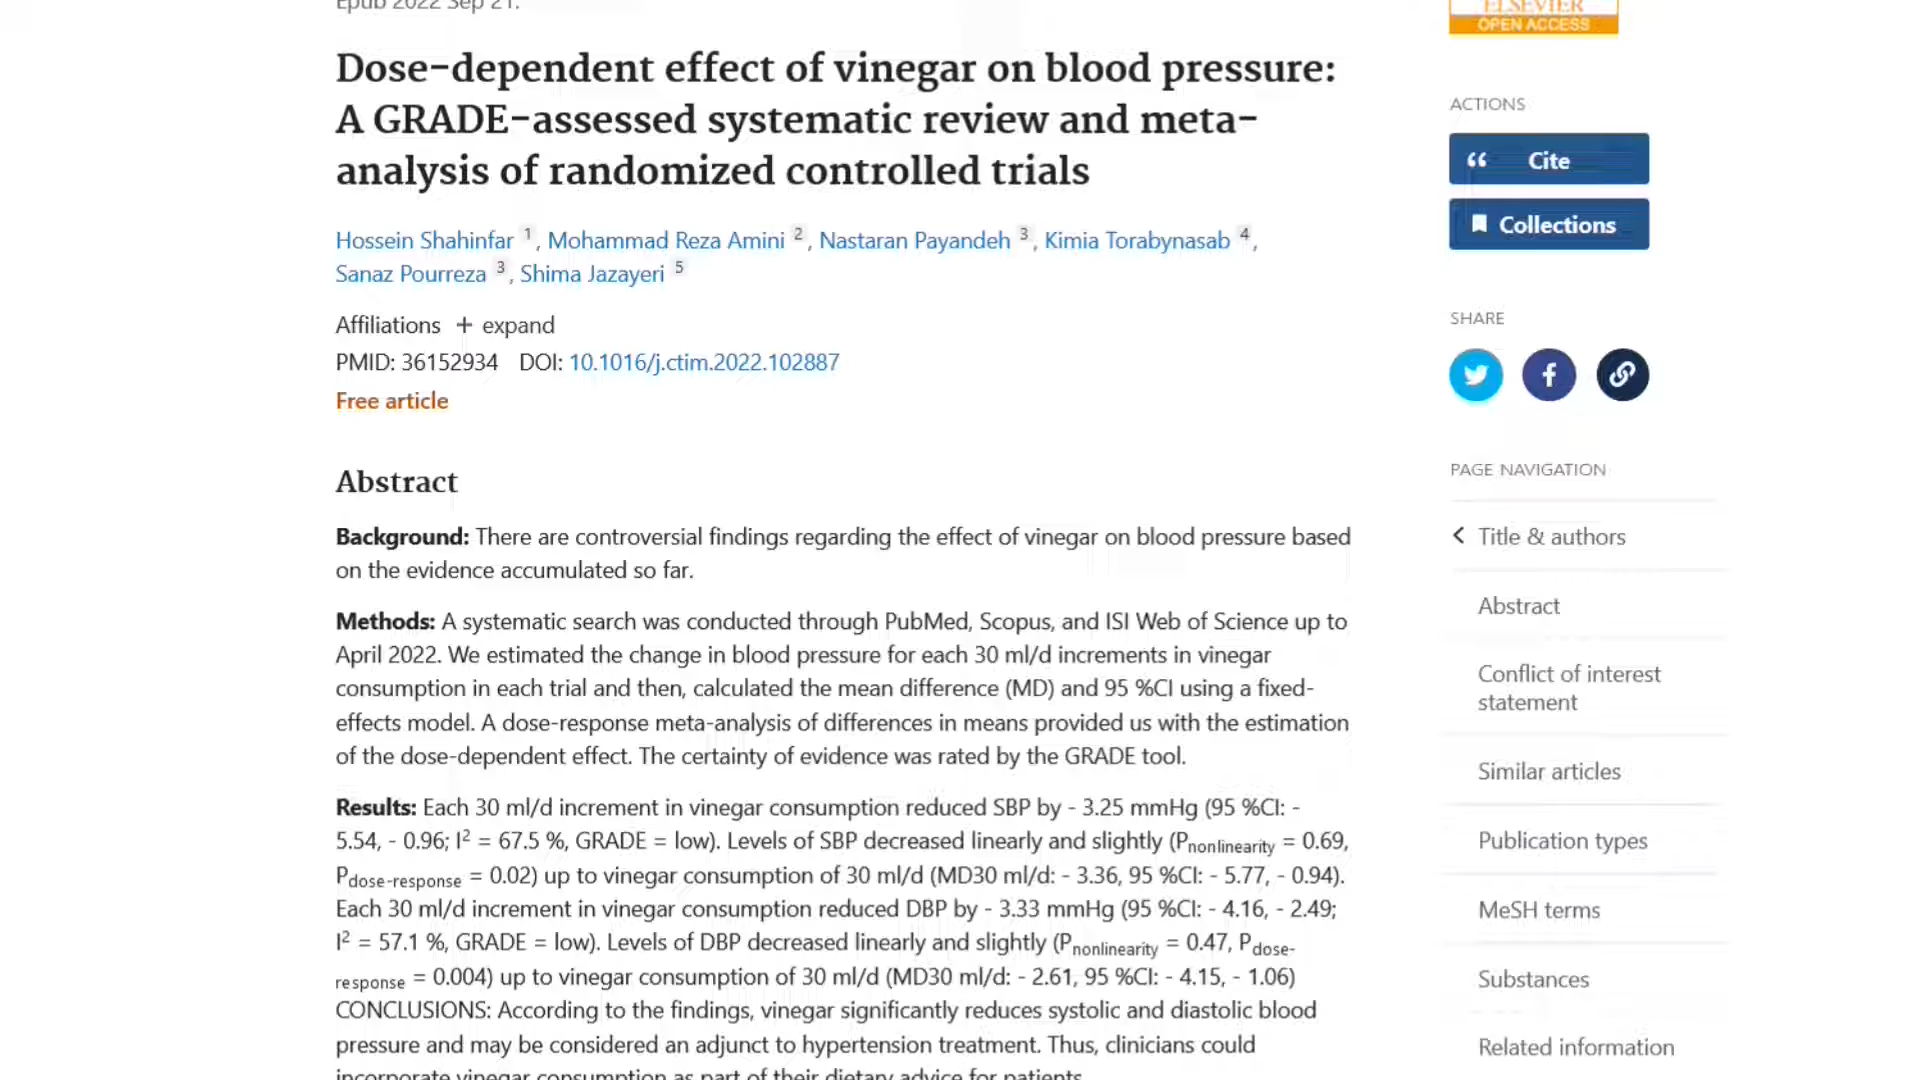 Epub 2022 Sep 21.
ELSEVIER
OPEN ACCESS
Dose-dependent effect of vinegar on blood pressure:
A GRADE-assessed systematic review and meta-
analysis of randomized controlled trials
Hossein Shahinfar 1, Mohammad Reza Amini 2, Nastaran Payandeh 3, Kimia Torabynasab 4,
Sanaz Pourreza 3, Shima Jazayeri 5
Affiliations + expand
PMID: 36152934 DOI: 10.1016/j.ctim.2022.102887
Free article
Abstract
Background: There are controversial findings regarding the effect of vinegar on blood pressure based
on the evidence accumulated so far.
Methods: A systematic search was conducted through PubMed, Scopus, and ISI Web of Science up to
April 2022. We estimated the change in blood pressure for each 30 ml/d increments in vinegar
consumption in each trial and then, calculated the mean difference (MD) and 95 %CI using a fixed-
effects model. A dose-response meta-analysis of differences in means provided us with the estimation
of the dose-dependent effect. The certainty of evidence was rated by the GRADE tool.
Results: Each 30 ml/d increment in vinegar consumption reduced SBP by - 3.25 mmHg (95 %CI: -
5.54, - 0.96; I2 = 67.5 %, GRADE = low). Levels of SBP decreased linearly and slightly (Pnonlinearity = 0.69,
Pdose-response = 0.02) up to vinegar consumption of 30 ml/d (MD30 ml/d: - 3.36, 95 %CI: - 5.77, - 0.94).
Each 30 ml/d increment in vinegar consumption reduced DBP by - 3.33 mmHg (95 %CI: - 4.16, - 2.49;
I2 = 57.1 %, GRADE = low). Levels of DBP decreased linearly and slightly (Pnonlinearity = 0.47, Pdose-
response = 0.004) up to vinegar consumption of 30 ml/d (MD30 ml/d: - 2.61, 95 %CI: - 4.15, - 1.06)
CONCLUSIONS: According to the findings, vinegar significantly reduces systolic and diastolic blood
pressure and may be considered an adjunct to hypertension treatment. Thus, clinicians could
incorporate vinegar consumption as part of their dietary advice for patients.
ACTIONS
Cite
Collections
SHARE
PAGE NAVIGATION
Title & authors
Abstract
Conflict of interest
statement
Similar articles
Publication types
MeSH terms
Substances
Related information